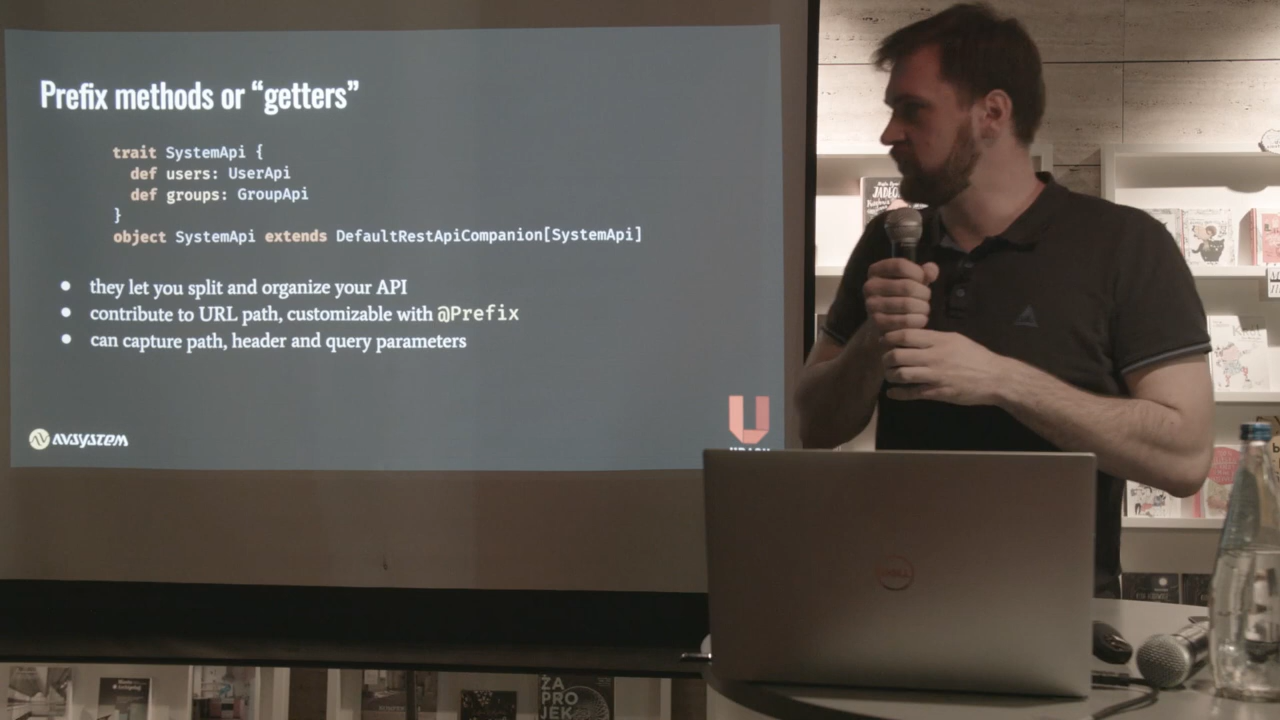 Prefix methods or “getters”
trait SystemApi {
def users: UserApi
def groups: GroupApi
}
object SystemApi extends DefaultRestApiCompanion[SystemApi]
● they let you split and organize your API
● contribute to URL path, customizable with @Prefix
● can capture path, header and query parameters
AVSYSTEM
DELL
ZA
PRO
JEK